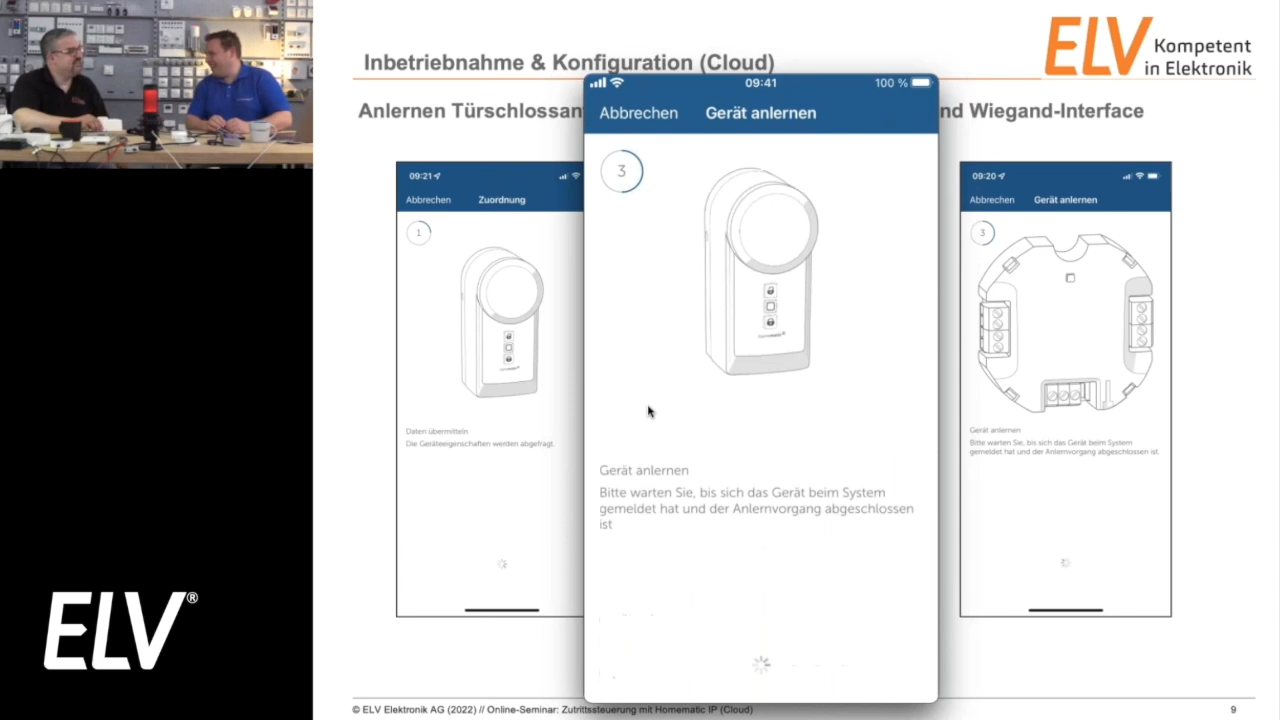 Inbetriebnahme & Konfiguration (Cloud)
ELV Kompetent
in Elektronik
Anlernen Türschlossan
nd Wiegand-Interface
09:21
Abbrechen Zuordnung
1
Daten übermitteln
Die Geräteeigenschaften werden abgefragt.
09:41
100 %
Abbrechen Gerät anlernen
3
Gerät anlernen
Bitte warten Sie, bis sich das Gerät beim System
gemeldet hat und der Anlernvorgang abgeschlossen
ist
09:20
Abbrechen Gerät anlernen
3
Gerät anlernen
Bitte warten Sie, bis sich das Gerät beim System
gemeldet hat und der Anlernvorgang abgeschlossen ist.
ELV®
© ELV Elektronik AG (2022) // Online-Seminar: Zutrittssteuerung mit Homematic IP (Cloud)
9